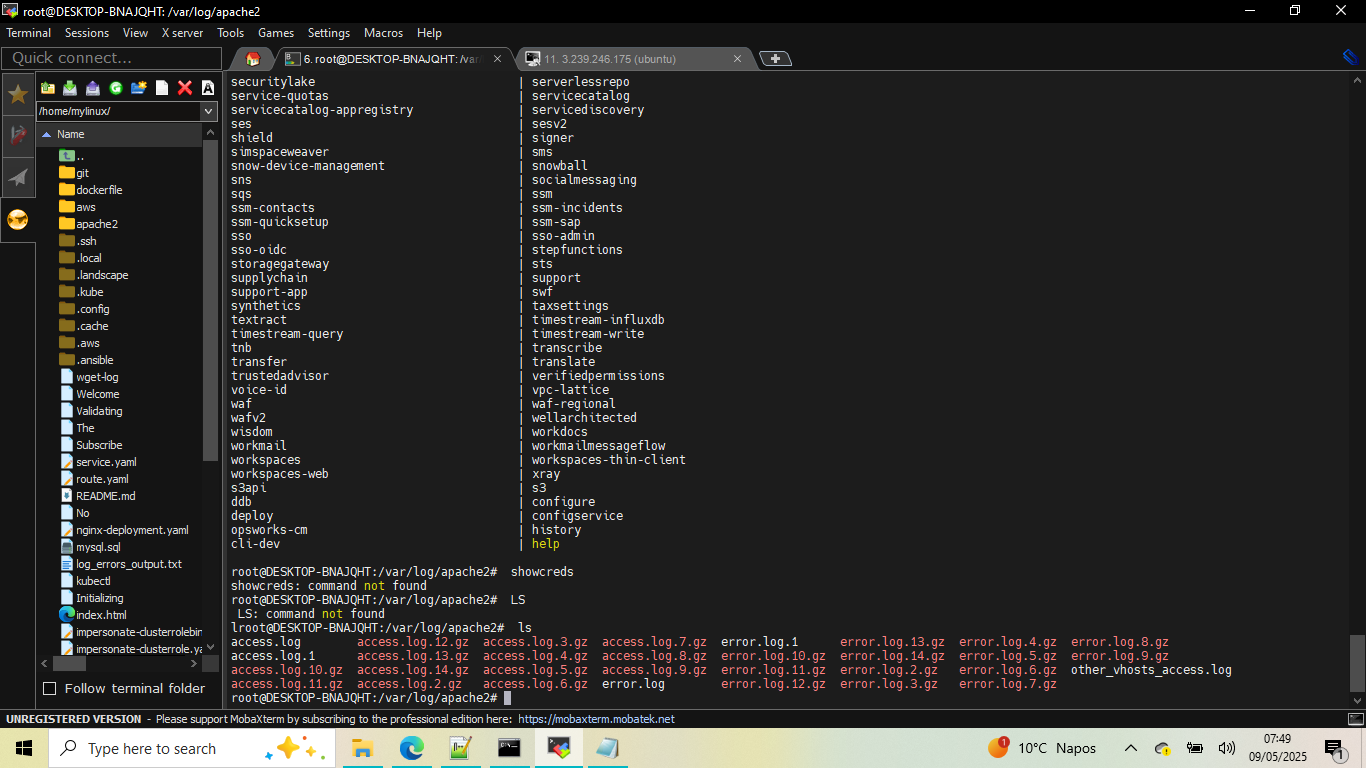 root@DESKTOP-BNAJQHT: /var/log/apache2
Terminal Sessions View X server Tools Games Settings Macros Help
Quick connect...
6. root@DESKTOP-BNAJQHT: /var
11. 3.239.246.175 (ubuntu)
/home/mylinux/
Name
..
git
dockerfile
aws
apache2
.ssh
.local
.landscape
.kube
.config
.cache
.aws
.ansible
wget-log
Welcome
Validating
The
Subscribe
service.yaml
route.yaml
README.md
No
nginx-deployment.yaml
mysql.sql
log_errors_output.txt
kubectl
Initializing
index.html
impersonate-clusterrolebin
impersonate-clusterrole.ya
Follow terminal folder
securitylake | serverlessrepo
service-quotas | servicecatalog
servicecatalog-appregistry | servicediscovery
ses | sesv2
shield | signer
simspaceweaver | sms
snow-device-management | snowball
sns | socialmessaging
sqs | ssm
ssm-contacts | ssm-incidents
ssm-quicksetup | ssm-sap
sso | sso-admin
sso-oidc | stepfunctions
storagegateway | sts
supplychain | support
support-app | swf
synthetics | taxsettings
textract | timestream-influxdb
timestream-query | timestream-write
tnb | transcribe
transfer | translate
trustedadvisor | verifiedpermissions
voice-id | vpc-lattice
waf | waf-regional
wafv2 | wellarchitected
wisdom | workdocs
workmail | workmailmessageflow
workspaces | workspaces-thin-client
workspaces-web | xray
s3api | s3
ddb | configure
deploy | configservice
opsworks-cm | history
cli-dev | help
root@DESKTOP-BNAJQHT:/var/log/apache2#  showcreds
showcreds: command not found
root@DESKTOP-BNAJQHT:/var/log/apache2#  LS
 LS: command not found
lroot@DESKTOP-BNAJQHT:/var/log/apache2#  ls
access.log access.log.12.gz access.log.3.gz access.log.7.gz error.log.1 error.log.13.gz error.log.4.gz error.log.8.gz
access.log.1 access.log.13.gz access.log.4.gz access.log.8.gz error.log.10.gz error.log.14.gz error.log.5.gz error.log.9.gz
access.log.10.gz access.log.14.gz access.log.5.gz access.log.9.gz error.log.11.gz error.log.2.gz error.log.6.gz other_vhosts_access.log
access.log.11.gz access.log.2.gz access.log.6.gz error.log error.log.12.gz error.log.3.gz error.log.7.gz
root@DESKTOP-BNAJQHT:/var/log/apache2#
UNREGISTERED VERSION - Please support MobaXterm by subscribing to the professional edition here: https://mobaxterm.mobatek.net
Type here to search
1
10°C Napos
07:49
09/05/2025
1